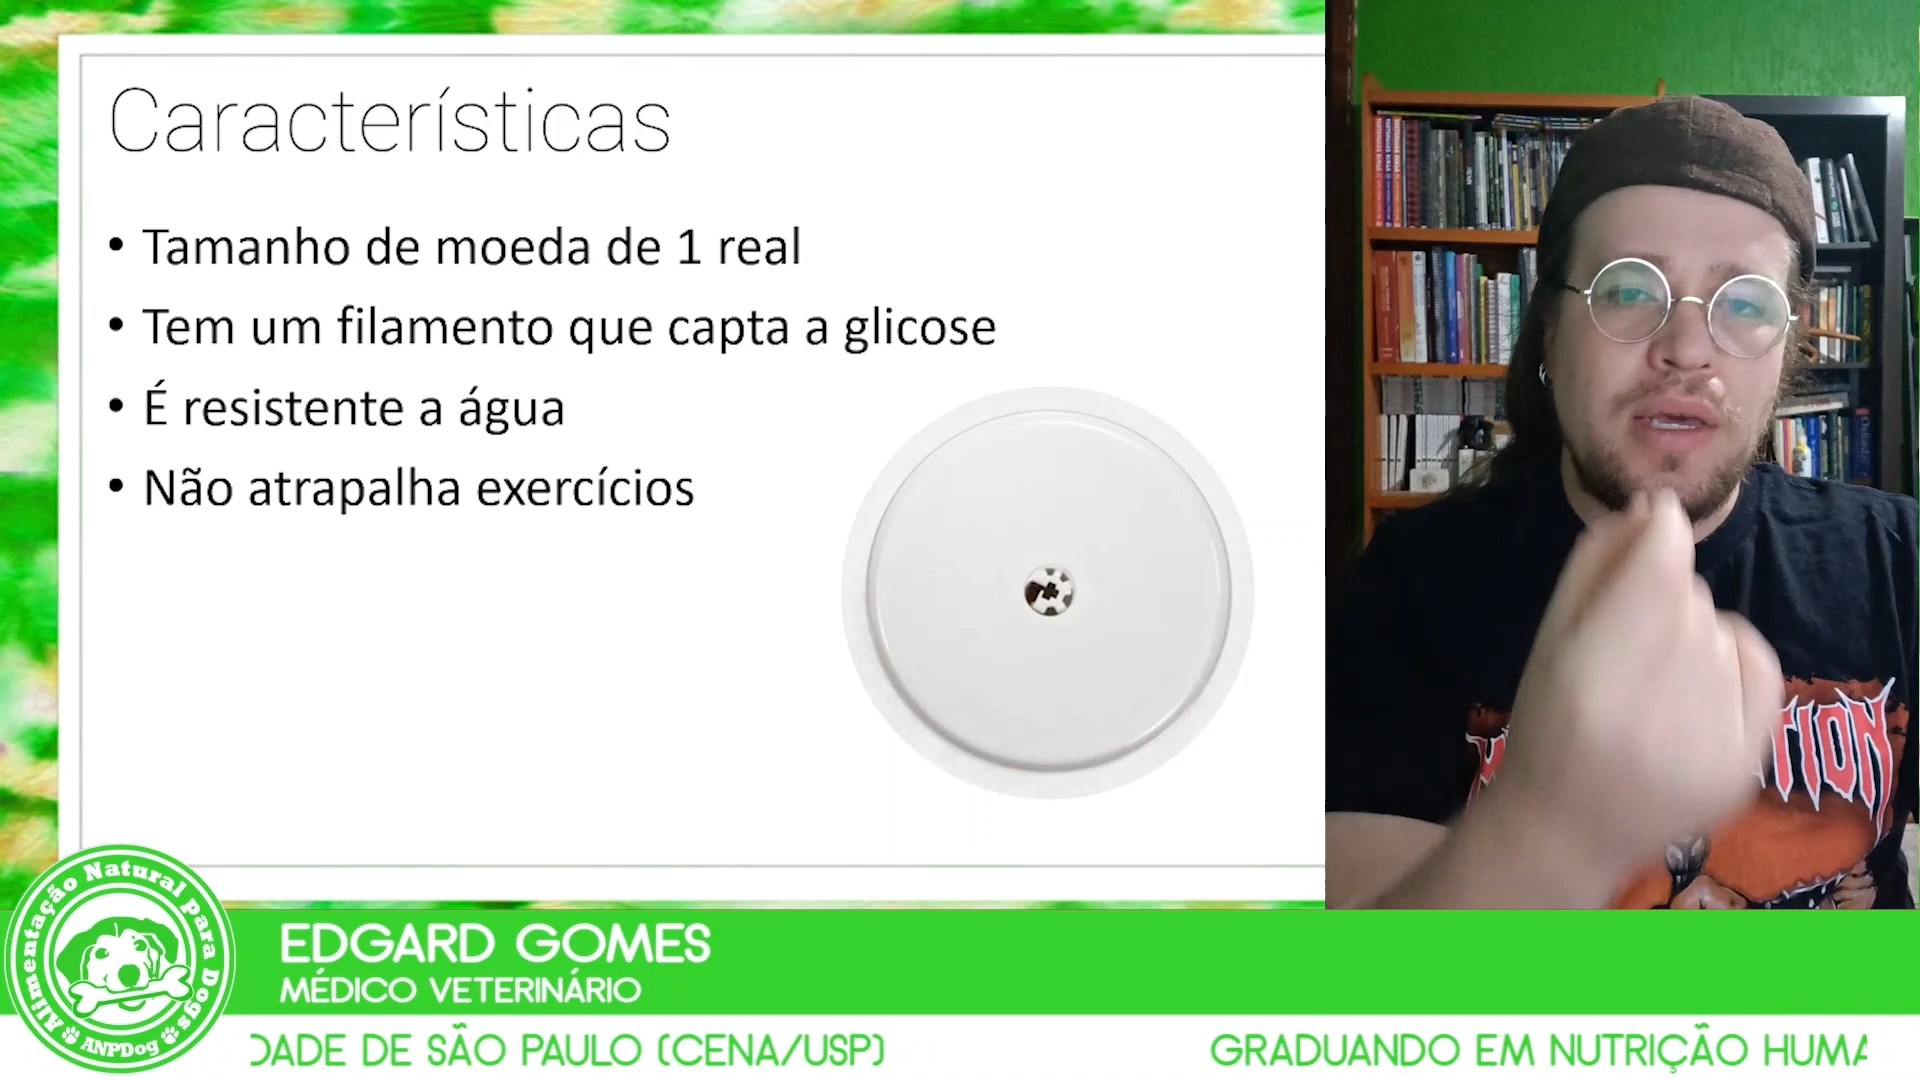 Características
• Tamanho de moeda de 1 real
• Tem um filamento que capta a glicose
• É resistente a água
• Não atrapalha exercícios
Alimentação Natural Para Dogs
ANPDog
EDGARD GOMES
MÉDICO VETERINÁRIO
DADE DE SÃO PAULO (CENA/USP)
GRADUANDO EM NUTRIÇÃO HUMA